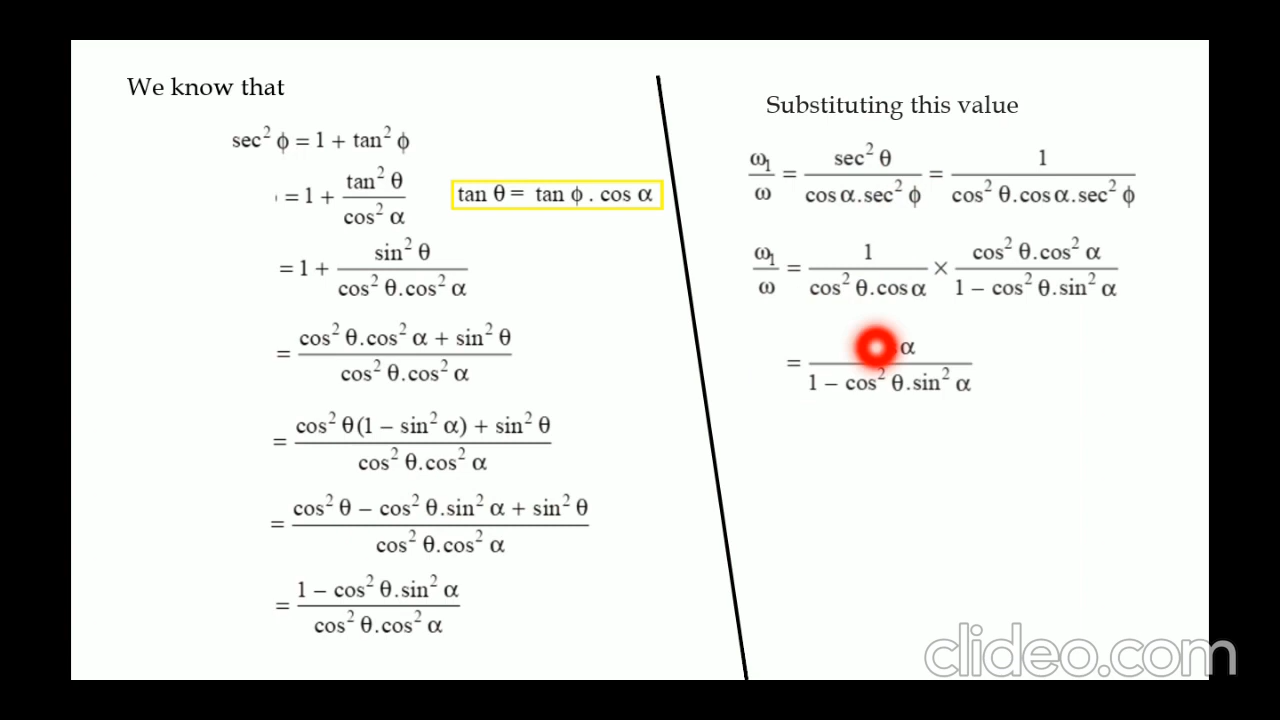 We know that
sec² ϕ = 1 + tan² ϕ
= 1 + tan² θ / cos² α
tan θ = tan ϕ . cos α
= 1 + sin² θ / cos² θ.cos² α
= cos² θ.cos² α + sin² θ / cos² θ.cos² α
= cos² θ(1 − sin² α) + sin² θ / cos² θ.cos² α
= cos² θ − cos² θ.sin² α + sin² θ / cos² θ.cos² α
= 1 − cos² θ.sin² α / cos² θ.cos² α
Substituting this value
ω₁ / ω = sec² θ / cos α.sec² ϕ = 1 / cos² θ.cos α.sec² ϕ
ω₁ / ω = 1 / cos² θ.cos α × cos² θ.cos² α / 1 − cos² θ.sin² α
= α / 1 − cos² θ.sin² α
clideo.com